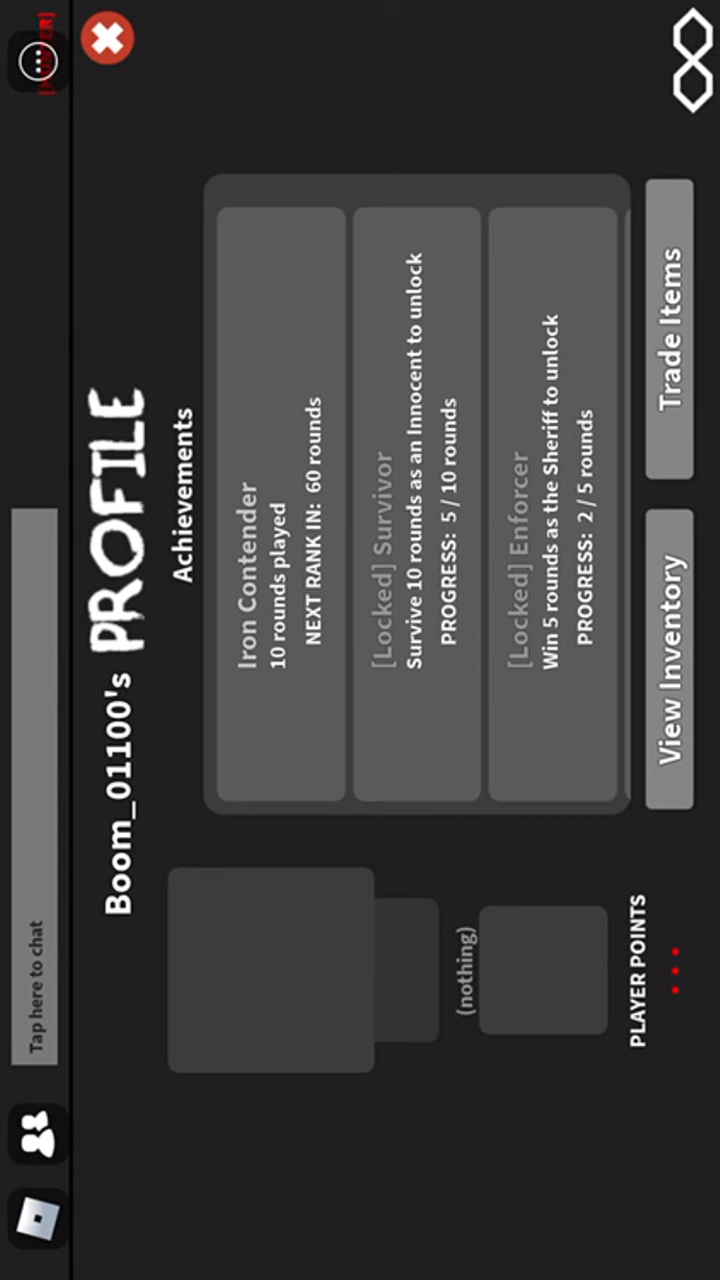 [HUNTER]
Tap here to chat
Boom_01100's PROFILE
Achievements
Iron Contender
10 rounds played
NEXT RANK IN: 60 rounds
[Locked] Survivor
Survive 10 rounds as an Innocent to unlock
PROGRESS: 5 / 10 rounds
[Locked] Enforcer
Win 5 rounds as the Sheriff to unlock
PROGRESS: 2 / 5 rounds
(nothing)
PLAYER POINTS
...
View Inventory
Trade Items